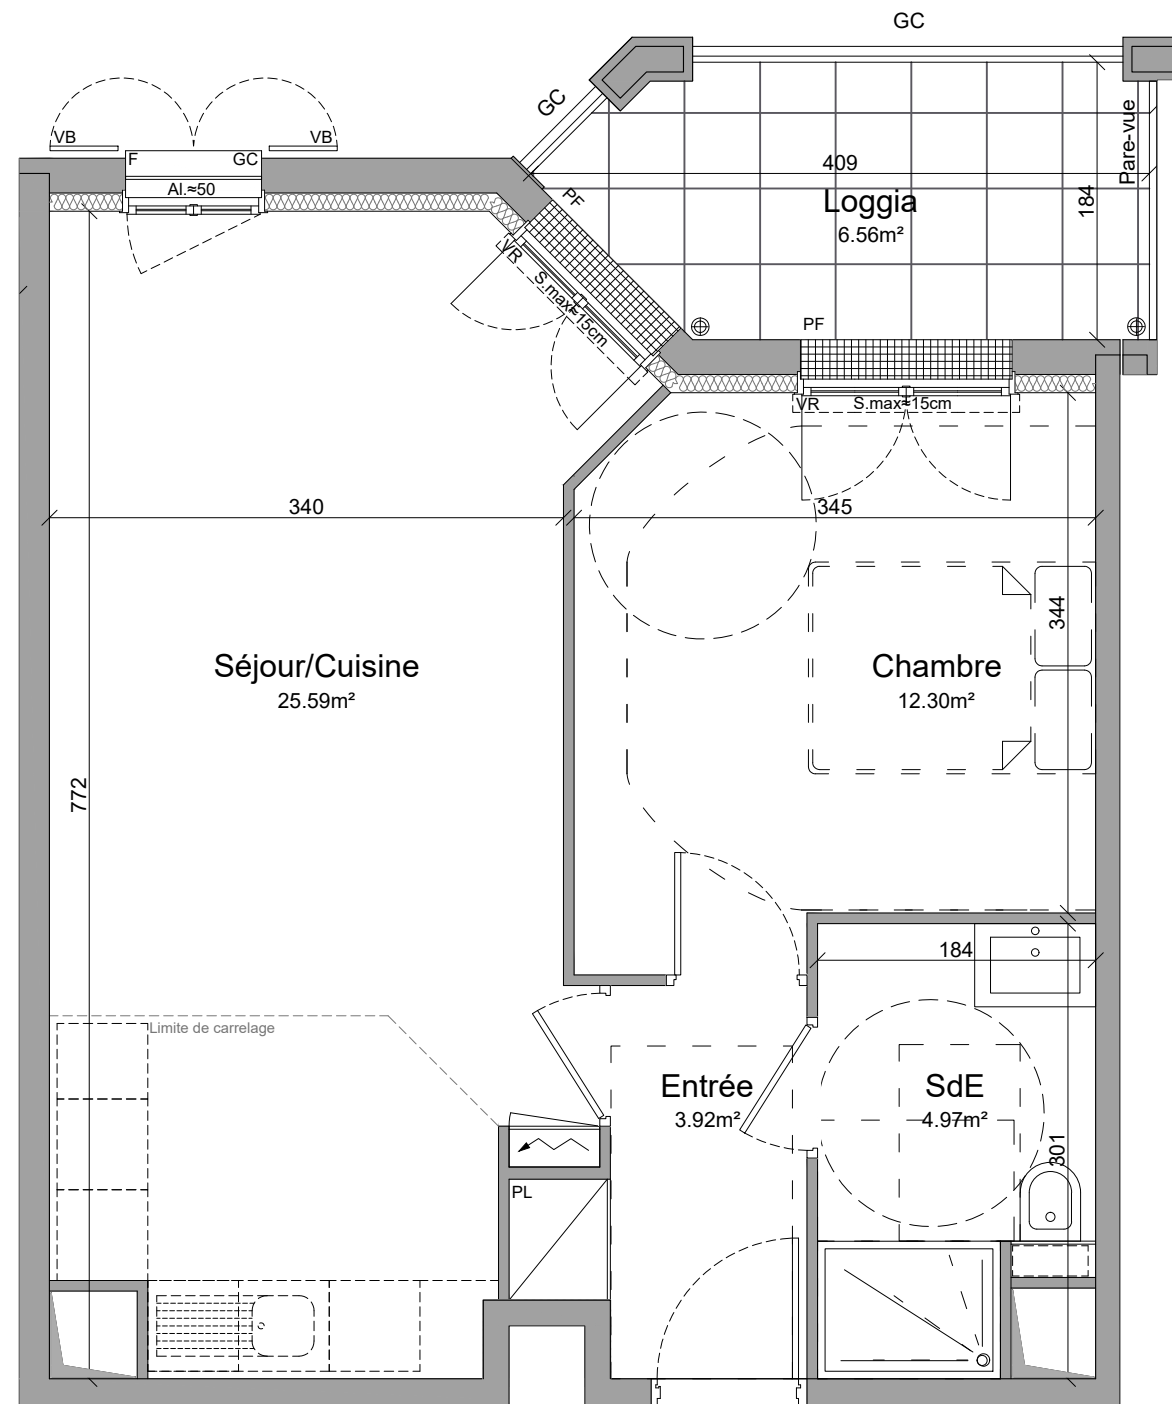 GC
GC
VB
VB
F
GC
Al.≈50
Pare-vue
409
PF
Loggia
184
6.56m²
VR
S.max≈15cm
PF
VR
S.max≈15cm
340
345
344
Séjour/Cuisine
25.59m²
Chambre
12.30m²
772
184
Limite de carrelage
Entrée
3.92m²
SdE
4.97m²
301
PL